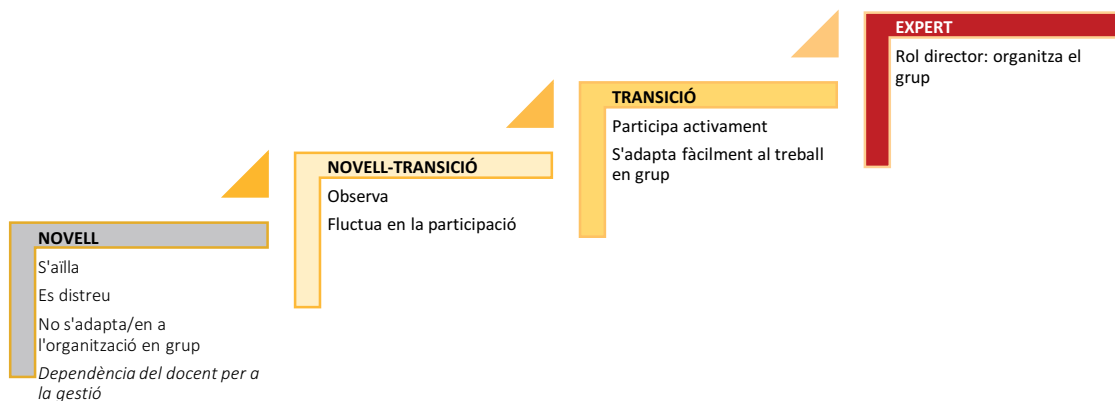 NOVELL
S'aïlla
Es distreu
No s'adapta/en a
l'organització en grup
Dependència del docent per a
la gestió
NOVELL-TRANSICIÓ
Observa
Fluctua en la participació
TRANSICIÓ
Participa activament
S'adapta fàcilment al treball
en grup
EXPERT
Rol director: organitza el
grup